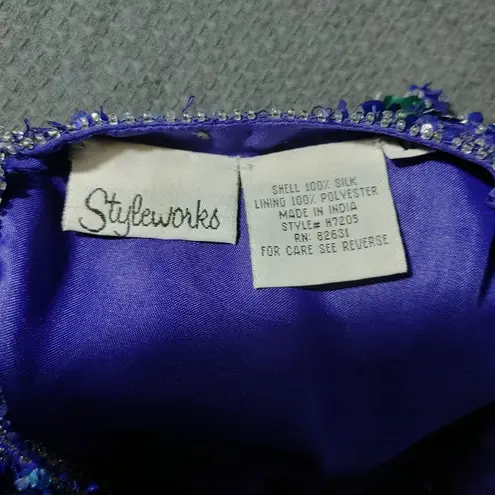 Styleworks
SHELL 100% SILK
LINING 100% POLYESTER
MADE IN INDIA
STYLE# H7205
RN: 82631
FOR CARE SEE REVERSE